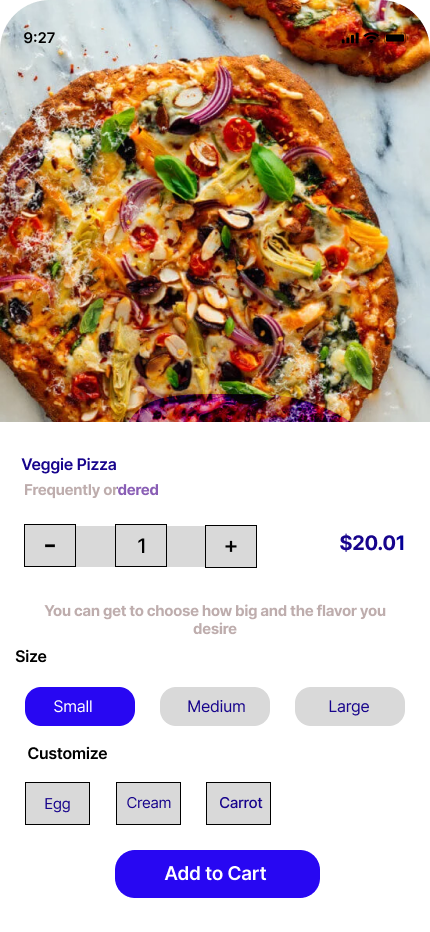 9:27
Veggie Pizza
Frequently ordered
- 1 + $20.01
You can get to choose how big and the flavor you
desire
Size
Small Medium Large
Customize
Egg Cream Carrot
Add to Cart